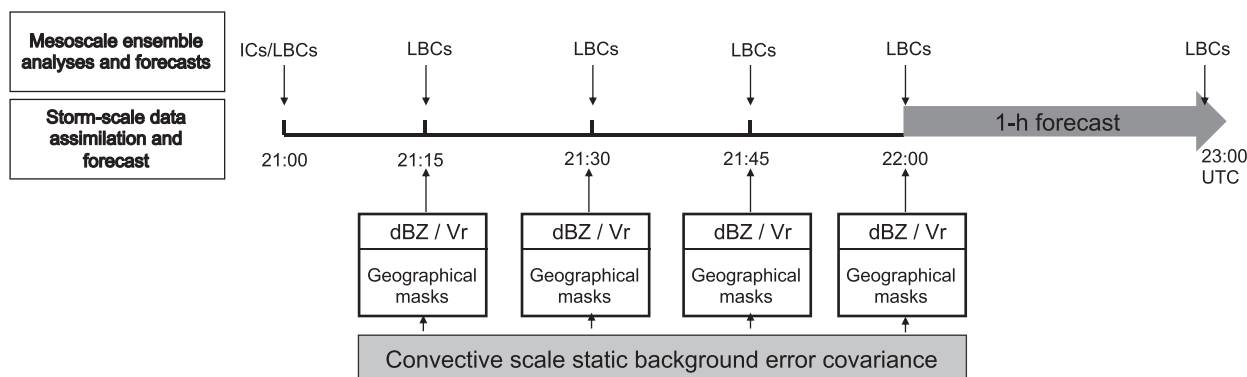 Mesoscale ensemble
analyses and forecasts
ICs/LBCs
LBCs
LBCs
LBCs
LBCs
LBCs
Storm-scale data
assimilation and
forecast
1-h forecast
21:00
21:15
21:30
21:45
22:00
23:00
UTC
dBZ / Vr
Geographical
masks
dBZ / Vr
Geographical
masks
dBZ / Vr
Geographical
masks
dBZ / Vr
Geographical
masks
Convective scale static background error covariance